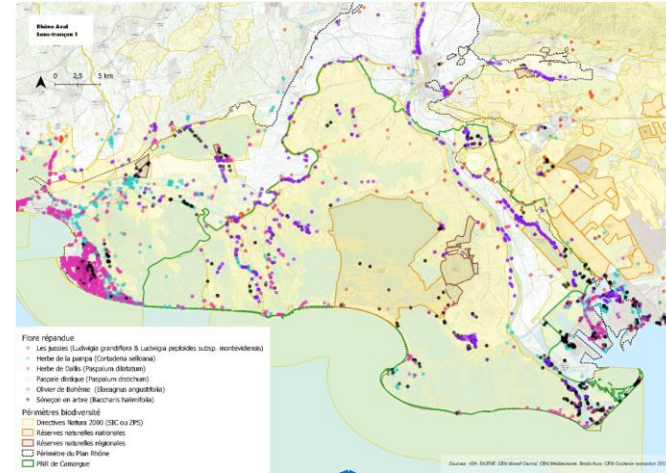 Rhône Aval
Sous-tronçon 3
0 2,5 5 km
Flore répandue
Les jussies (Ludwigia grandiflora & Ludwigia peploides subsp. montevidensis)
Herbe de la pampa (Cortaderia selloana)
Herbe de Dallis (Paspalum dilatatum)
Paspale distique (Paspalum distichum)
Olivier de Bohême (Elaeagnus angustifolia)
Séneçon en arbre (Baccharis halimifolia)
Périmètres biodiversité
Directives Natura 2000 (SIC ou ZPS)
Réserves naturelles nationales
Réserves naturelles régionales
Périmètre du Plan Rhône
PNR de Camargue